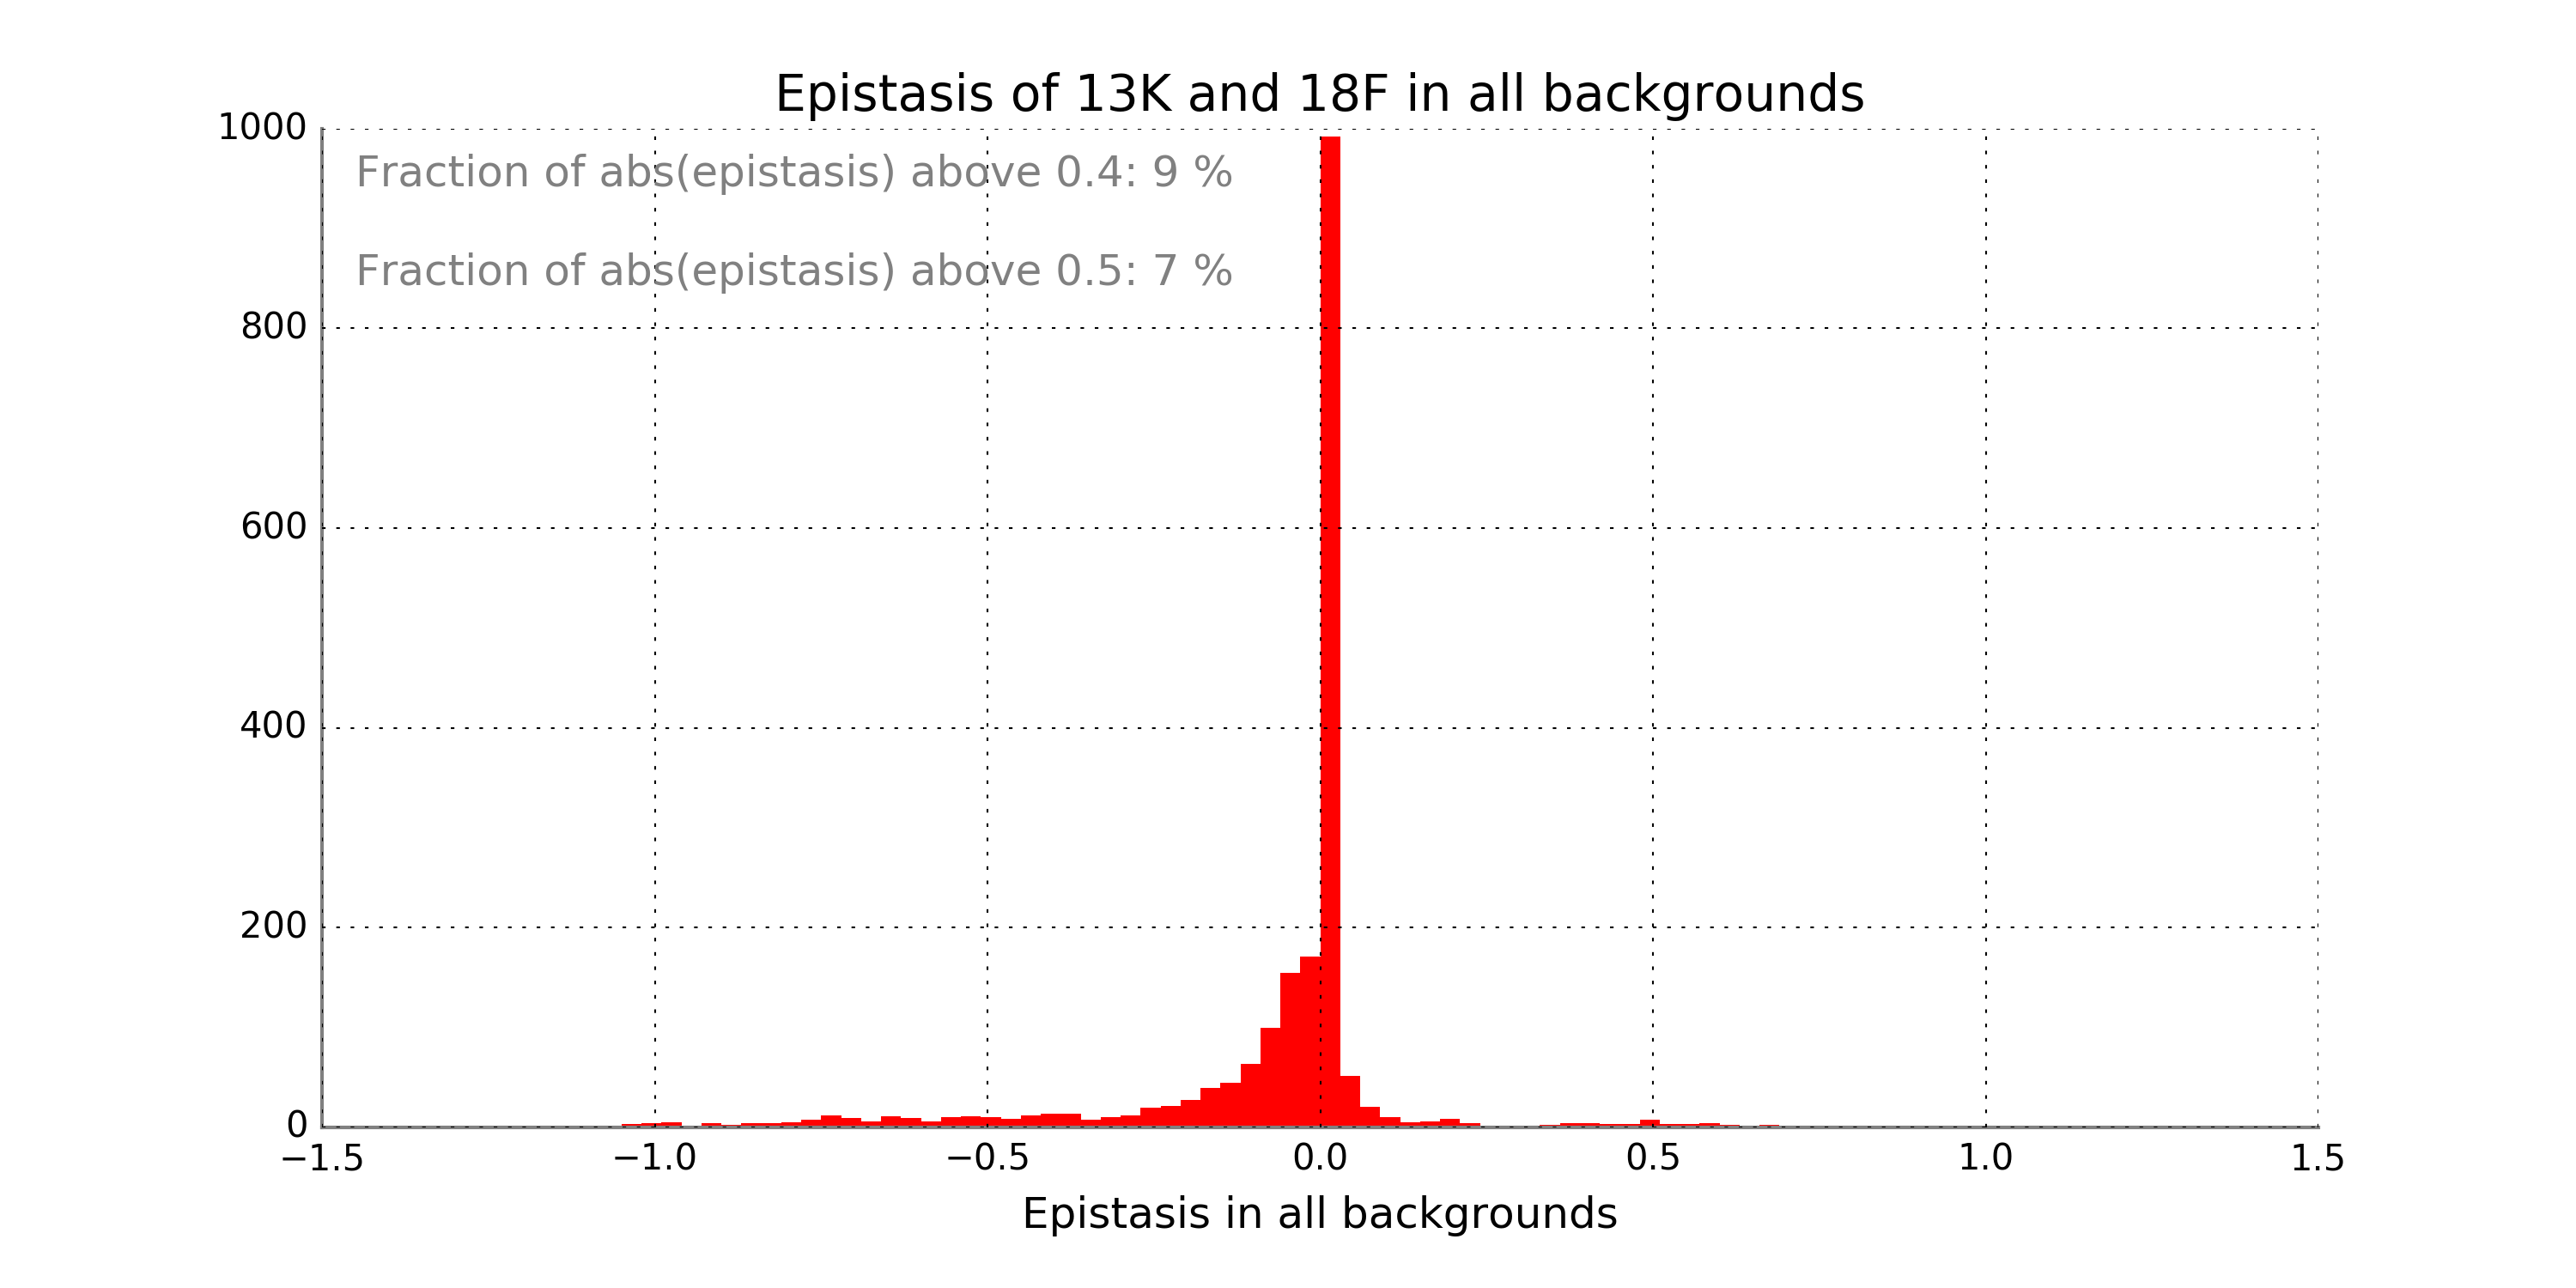 Epistasis of 13K and 18F in all backgrounds
1000
Fraction of abs(epistasis) above 0.4: 9 %
Fraction of abs(epistasis) above 0.5: 7 %
800
600
400
200
0
−1.5 −1.0 −0.5 0.0 0.5 1.0 1.5
Epistasis in all backgrounds